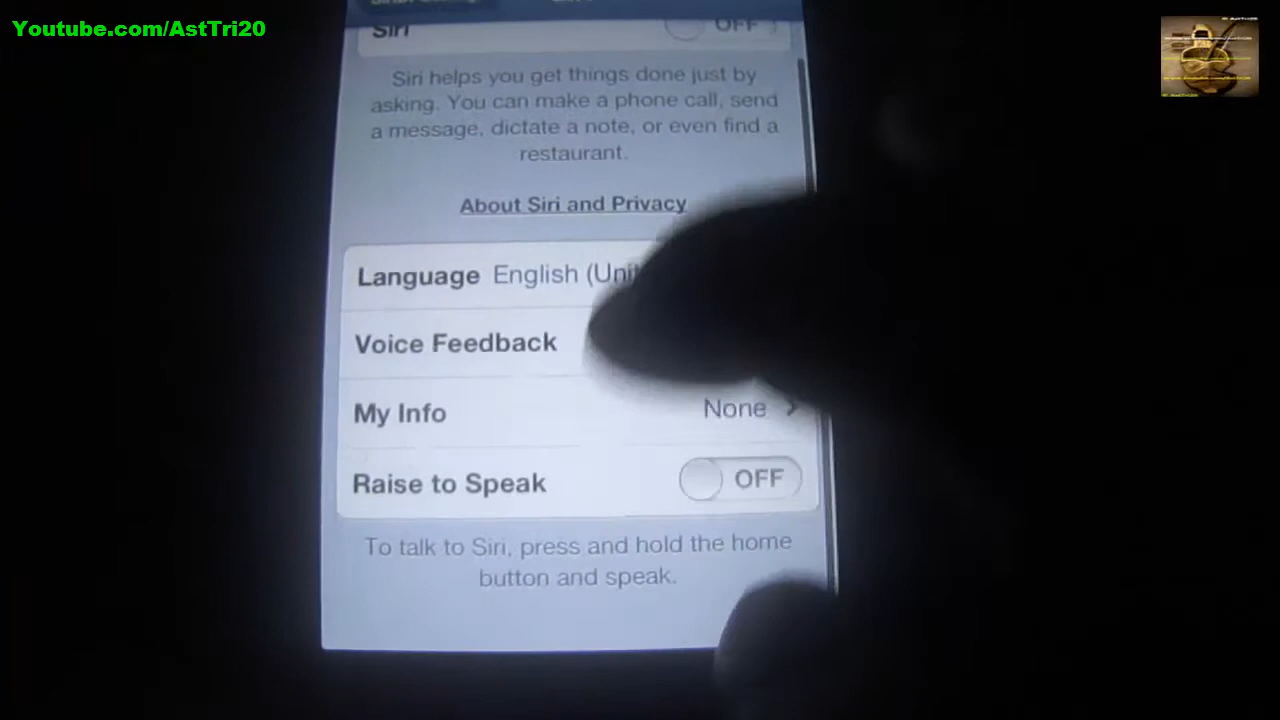 Youtube.com/AstTri20
Siri OFF
Siri helps you get things done just by
asking. You can make a phone call, send
a message, dictate a note, or even find a
restaurant.
About Siri and Privacy
Language English (Uni
Voice Feedback
My Info None
Raise to Speak OFF
To talk to Siri, press and hold the home
button and speak.